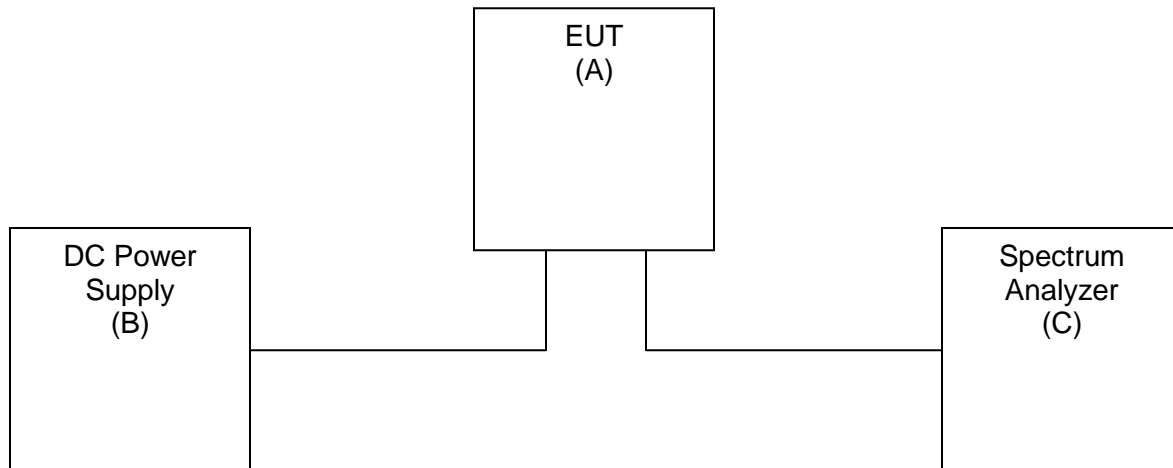 EUT
(A)
DC Power
Supply
(B)
Spectrum
Analyzer
(C)